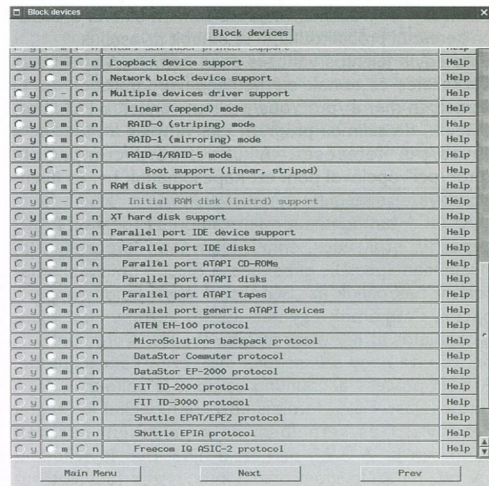 Block devices
Block devices
y m n Atapi SCR-loader printer support Help
y m n Loopback device support Help
y m n Network block device support Help
y - n Multiple devices driver support Help
y m n Linear (append) mode Help
y m n RAID-0 (striping) mode Help
y m n RAID-1 (mirroring) mode Help
y m n RAID-4/RAID-5 mode Help
y - n Boot support (linear, striped) Help
y m n RAM disk support Help
y - n Initial RAM disk (initrd) support Help
y m n XT hard disk support Help
y m n Parallel port IDE device support Help
y m n Parallel port IDE disks Help
y m n Parallel port ATAPI CD-ROMs Help
y m n Parallel port ATAPI disks Help
y m n Parallel port ATAPI tapes Help
y m n Parallel port generic ATAPI devices Help
y m n ATEN EH-100 protocol Help
y m n MicroSolutions backpack protocol Help
y m n DataStor Commuter protocol Help
y m n DataStor EP-2000 protocol Help
y m n FIT TD-2000 protocol Help
y m n FIT TD-3000 protocol Help
y m n Shuttle EPAT/EPEZ protocol Help
y m n Shuttle EPIA protocol Help
y m n Freecom IQ ASIC-2 protocol Help
Main Menu Next Prev